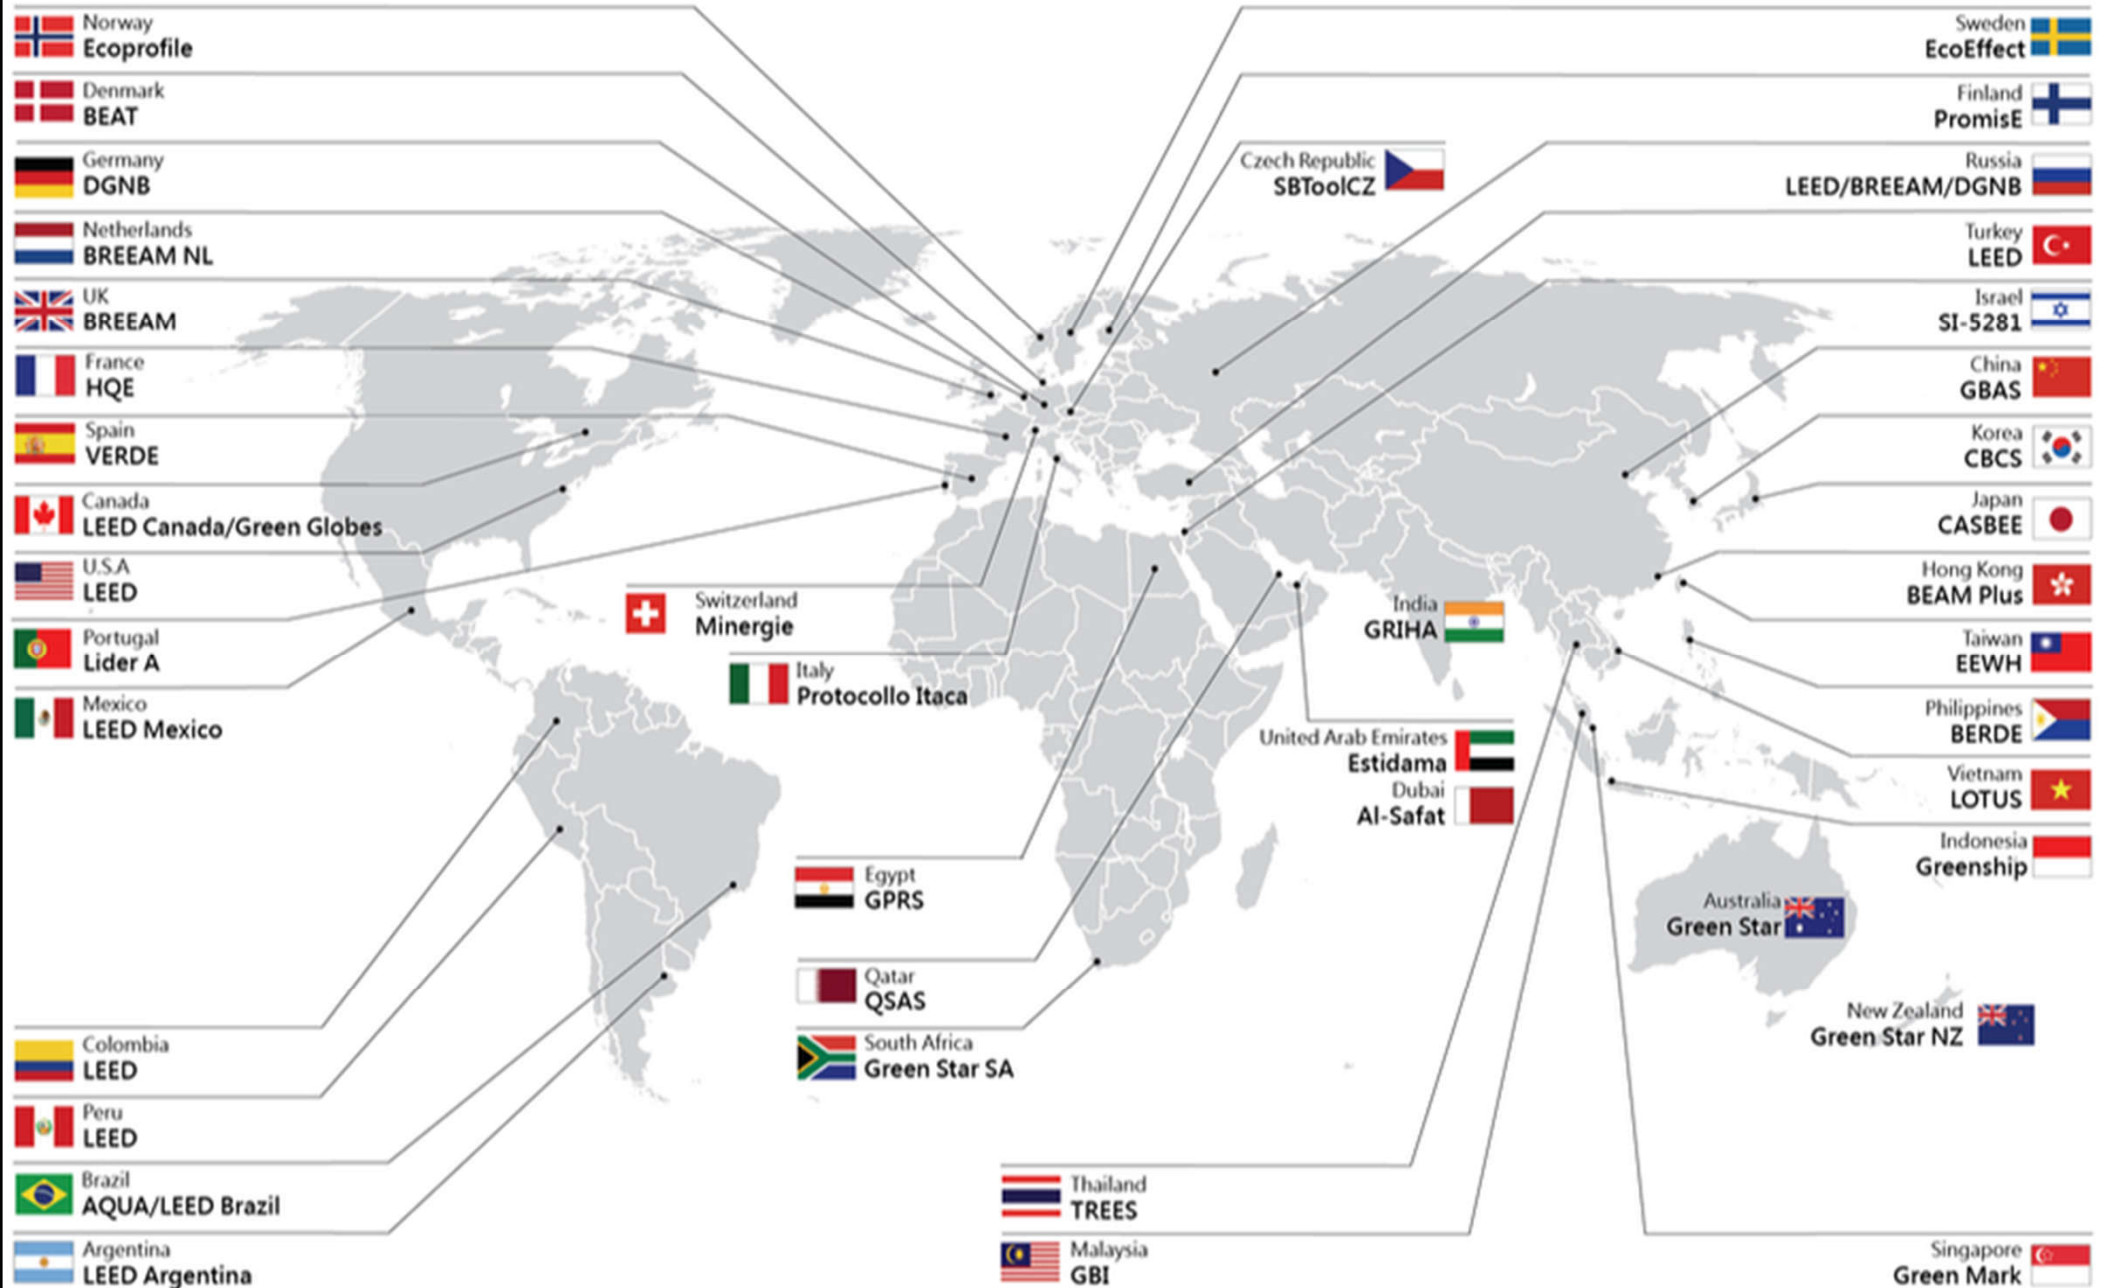 Norway
Ecoprofile
Denmark
BEAT
Germany
DGNB
Netherlands
BREEAM NL
UK
BREEAM
France
HQE
Spain
VERDE
Canada
LEED Canada/Green Globes
U.S.A
LEED
Portugal
Lider A
Mexico
LEED Mexico
Colombia
LEED
Peru
LEED
Brazil
AQUA/LEED Brazil
Argentina
LEED Argentina
Switzerland
Minergie
Italy
Protocollo Itaca
Egypt
GPRS
Qatar
QSAS
South Africa
Green Star SA
Thailand
TREES
Malaysia
GBI
Czech Republic
SBToolCZ
India
GRIHA
United Arab Emirates
Estidama
Dubai
Al-Safat
Sweden
EcoEffect
Finland
PromisE
Russia
LEED/BREEAM/DGNB
Turkey
LEED
Israel
SI-5281
China
GBAS
Korea
CBCS
Japan
CASBEE
Hong Kong
BEAM Plus
Taiwan
EEWH
Philippines
BERDE
Vietnam
LOTUS
Indonesia
Greenship
Australia
Green Star
New Zealand
Green Star NZ
Singapore
Green Mark